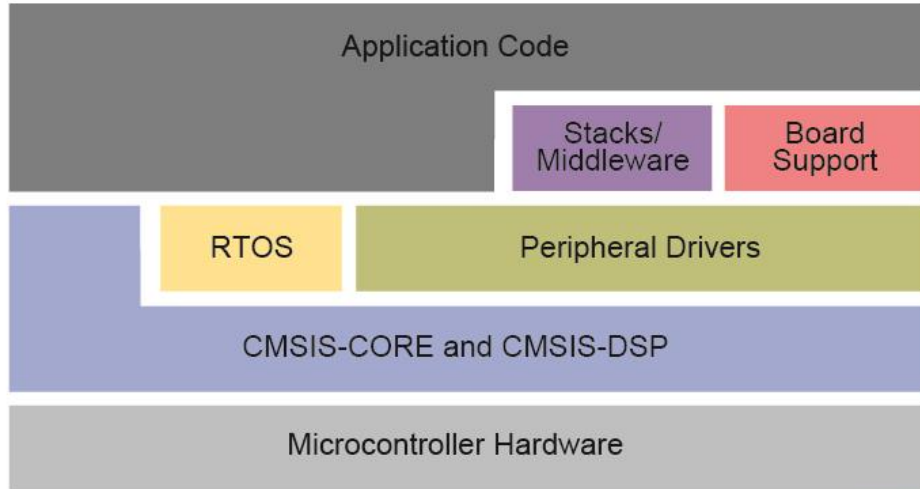 Application Code
Stacks/
Middleware
Board
Support
RTOS
Peripheral Drivers
CMSIS-CORE and CMSIS-DSP
Microcontroller Hardware